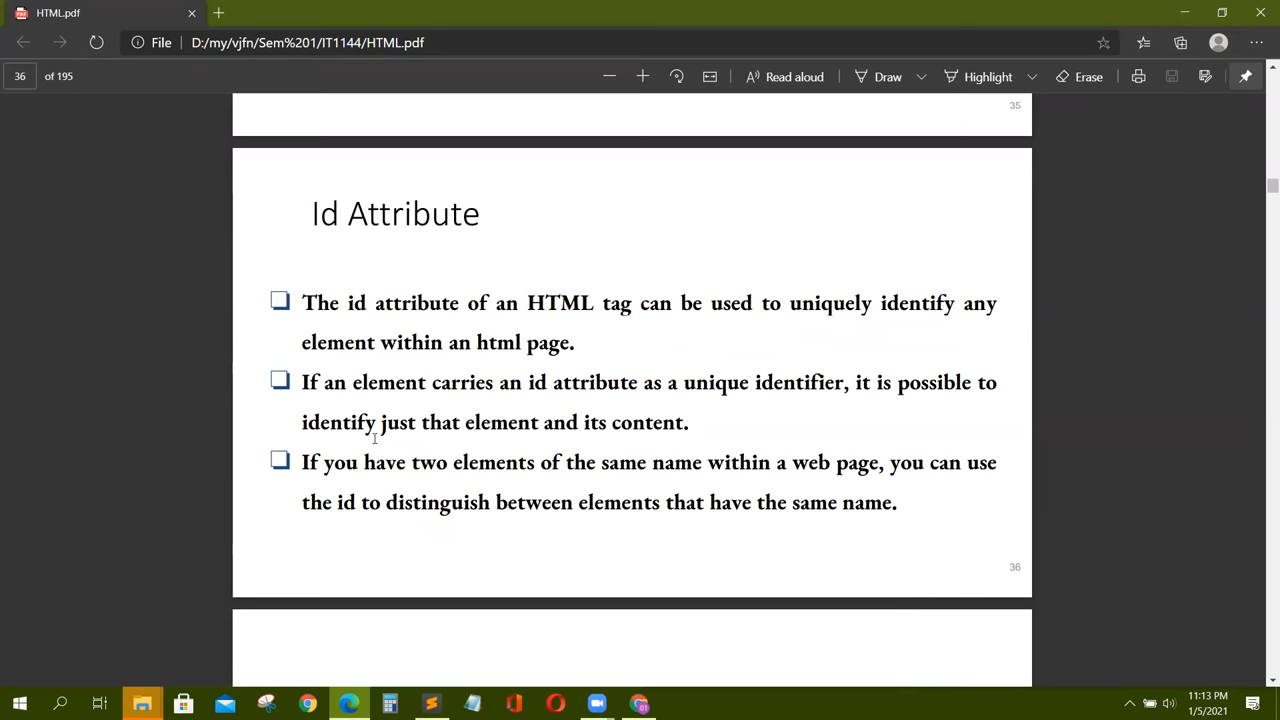 HTML.pdf
File D:/my/vjfn/Sem%201/IT1144/HTML.pdf
36 of 195 Read aloud Draw Highlight Erase
35
Id Attribute
The id attribute of an HTML tag can be used to uniquely identify any
element within an html page.
If an element carries an id attribute as a unique identifier, it is possible to
identify just that element and its content.
If you have two elements of the same name within a web page, you can use
the id to distinguish between elements that have the same name.
36
11:13 PM
1/5/2021